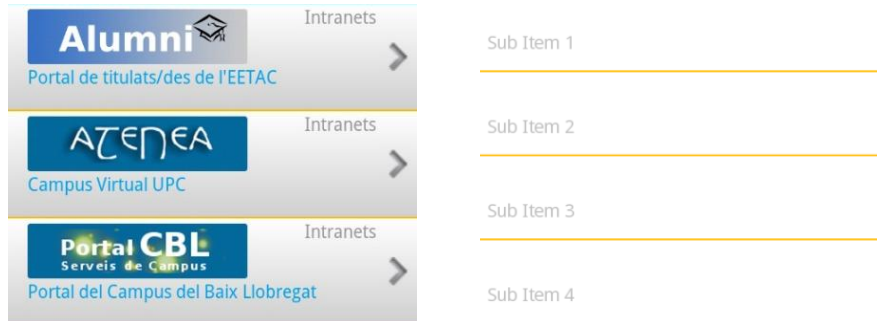 Intranets
Alumni
Portal de titulats/des de l'EETAC
Intranets
ATENEA
Campus Virtual UPC
Intranets
Portal CBL
Serveis de Campus
Portal del Campus del Baix Llobregat
Sub Item 1
Sub Item 2
Sub Item 3
Sub Item 4